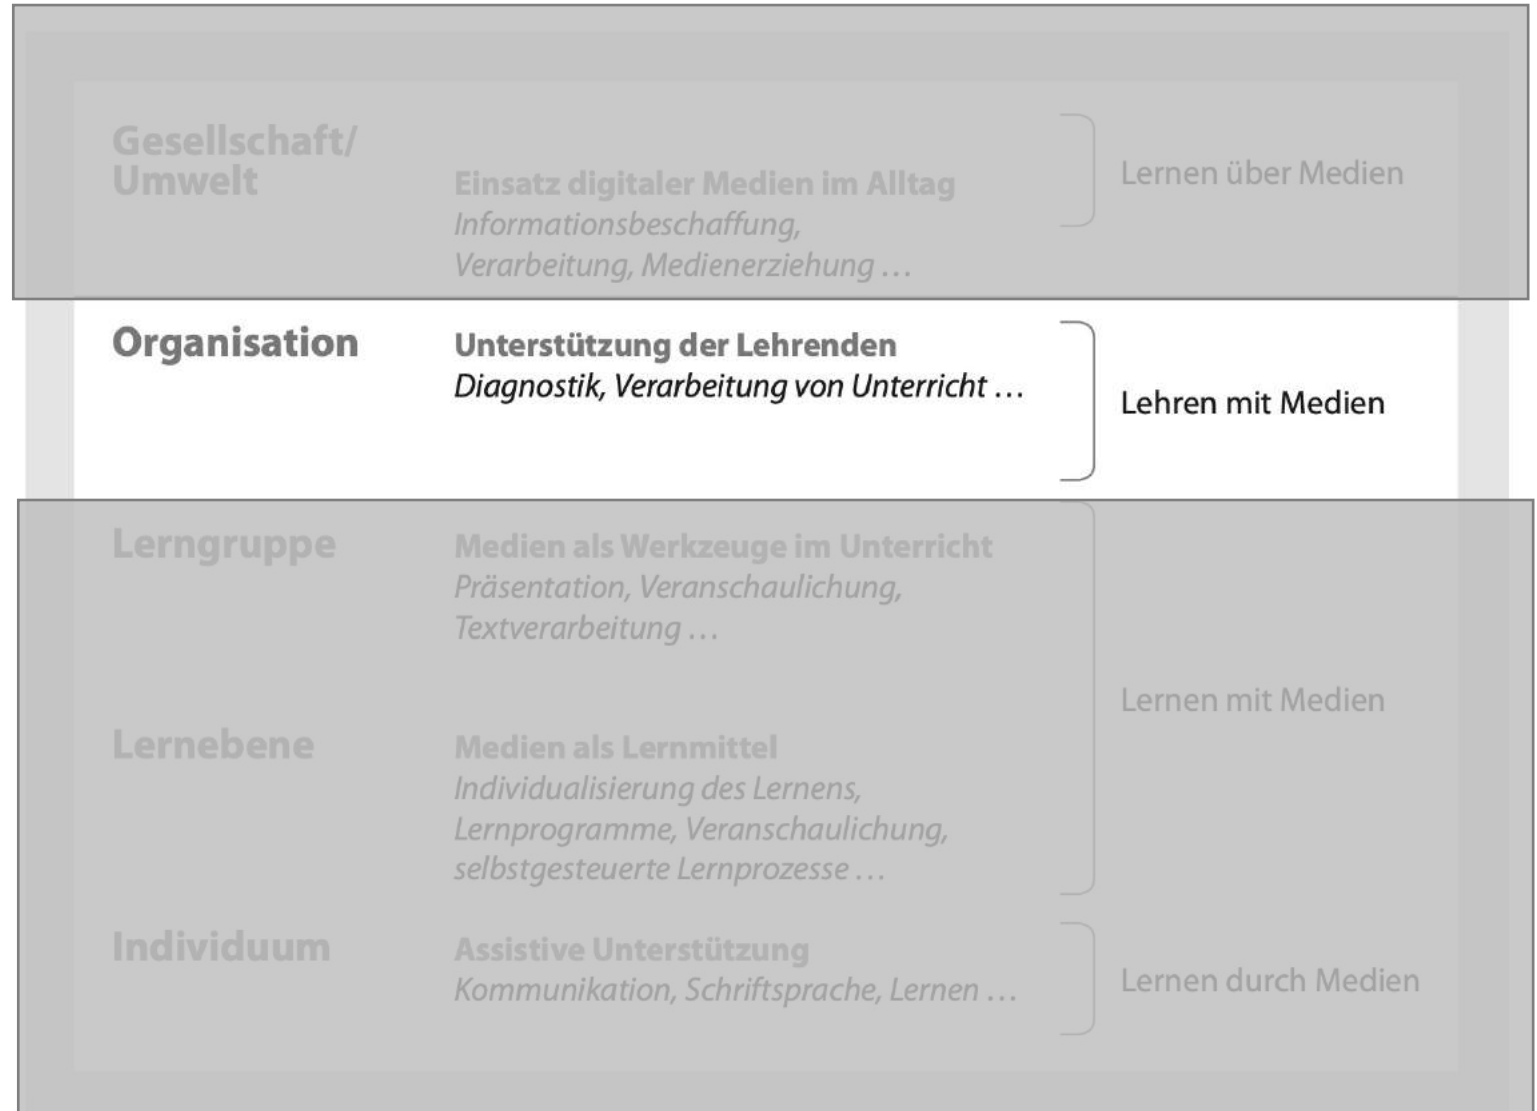 Gesellschaft/
Umwelt
Einsatz digitaler Medien im Alltag
Informationsbeschaffung,
Verarbeitung, Medienerziehung …
Lernen über Medien
Organisation
Unterstützung der Lehrenden
Diagnostik, Verarbeitung von Unterricht …
Lehren mit Medien
Lerngruppe
Medien als Werkzeuge im Unterricht
Präsentation, Veranschaulichung,
Textverarbeitung …
Lernen mit Medien
Lernebene
Medien als Lernmittel
Individualisierung des Lernens,
Lernprogramme, Veranschaulichung,
selbstgesteuerte Lernprozesse …
Individuum
Assistive Unterstützung
Kommunikation, Schriftsprache, Lernen …
Lernen durch Medien